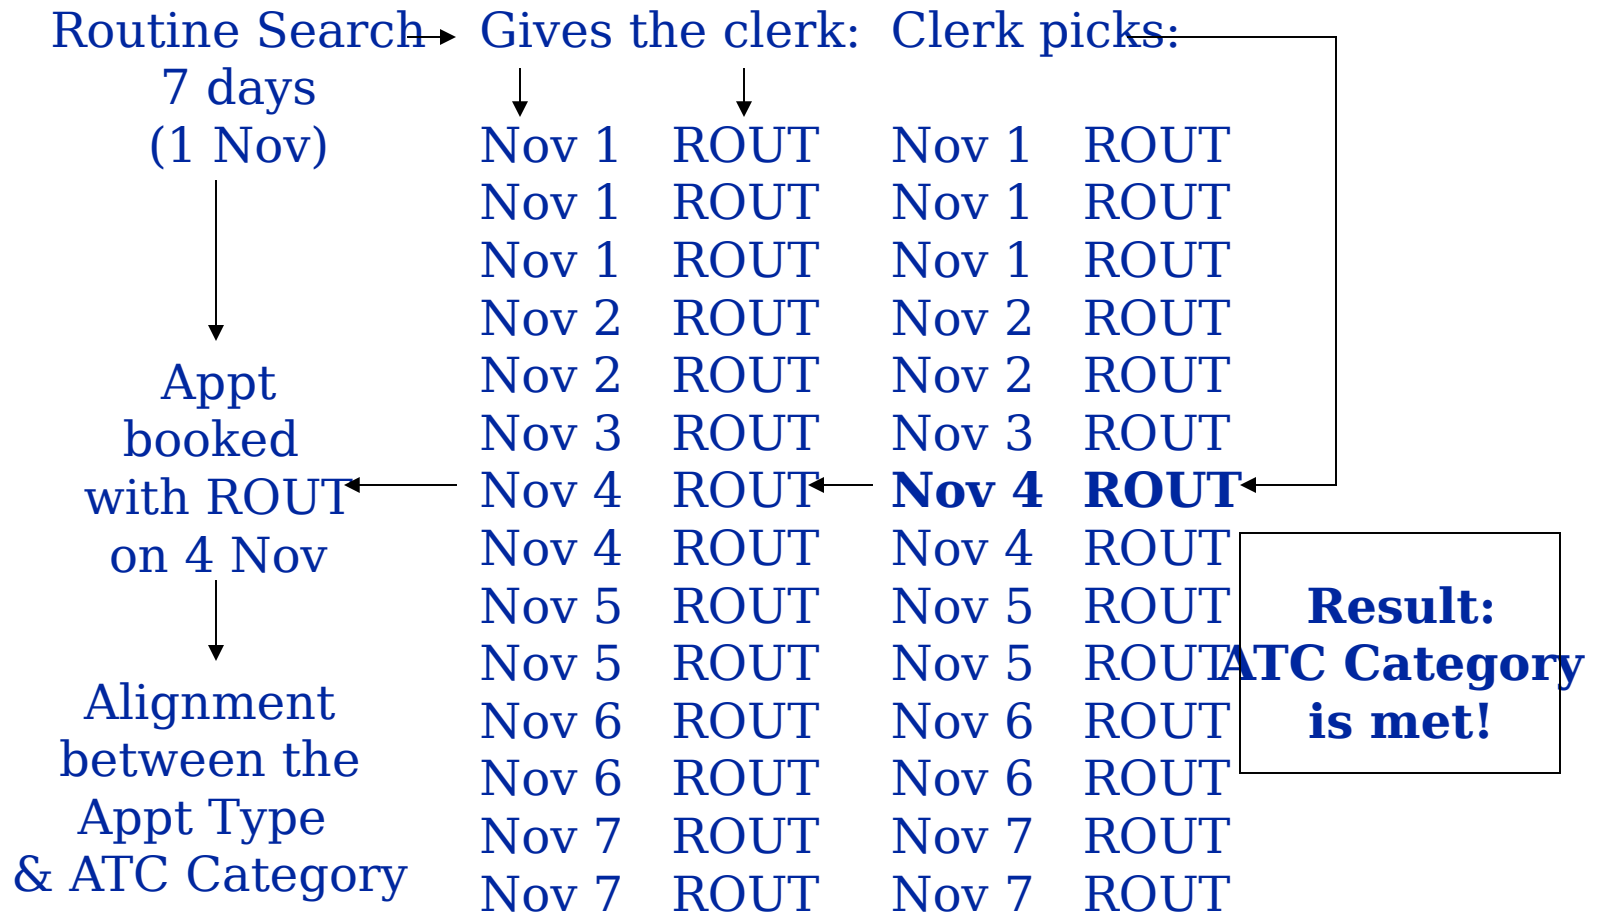 Routine Search
7 days
(1 Nov)
Appt
booked
with ROUT
on 4 Nov
Alignment
between the
Appt Type
& ATC Category
Gives the clerk:
Nov 1 ROUT
Nov 1 ROUT
Nov 1 ROUT
Nov 2 ROUT
Nov 2 ROUT
Nov 3 ROUT
Nov 4 ROUT
Nov 4 ROUT
Nov 5 ROUT
Nov 5 ROUT
Nov 6 ROUT
Nov 6 ROUT
Nov 7 ROUT
Nov 7 ROUT
Clerk picks:
Nov 1 ROUT
Nov 1 ROUT
Nov 1 ROUT
Nov 2 ROUT
Nov 2 ROUT
Nov 3 ROUT
Nov 4 ROUT
Nov 4 ROUT
Nov 5 ROUT
Nov 5 ROUT
Nov 6 ROUT
Nov 6 ROUT
Nov 7 ROUT
Nov 7 ROUT
Result:
ATC Category
is met!